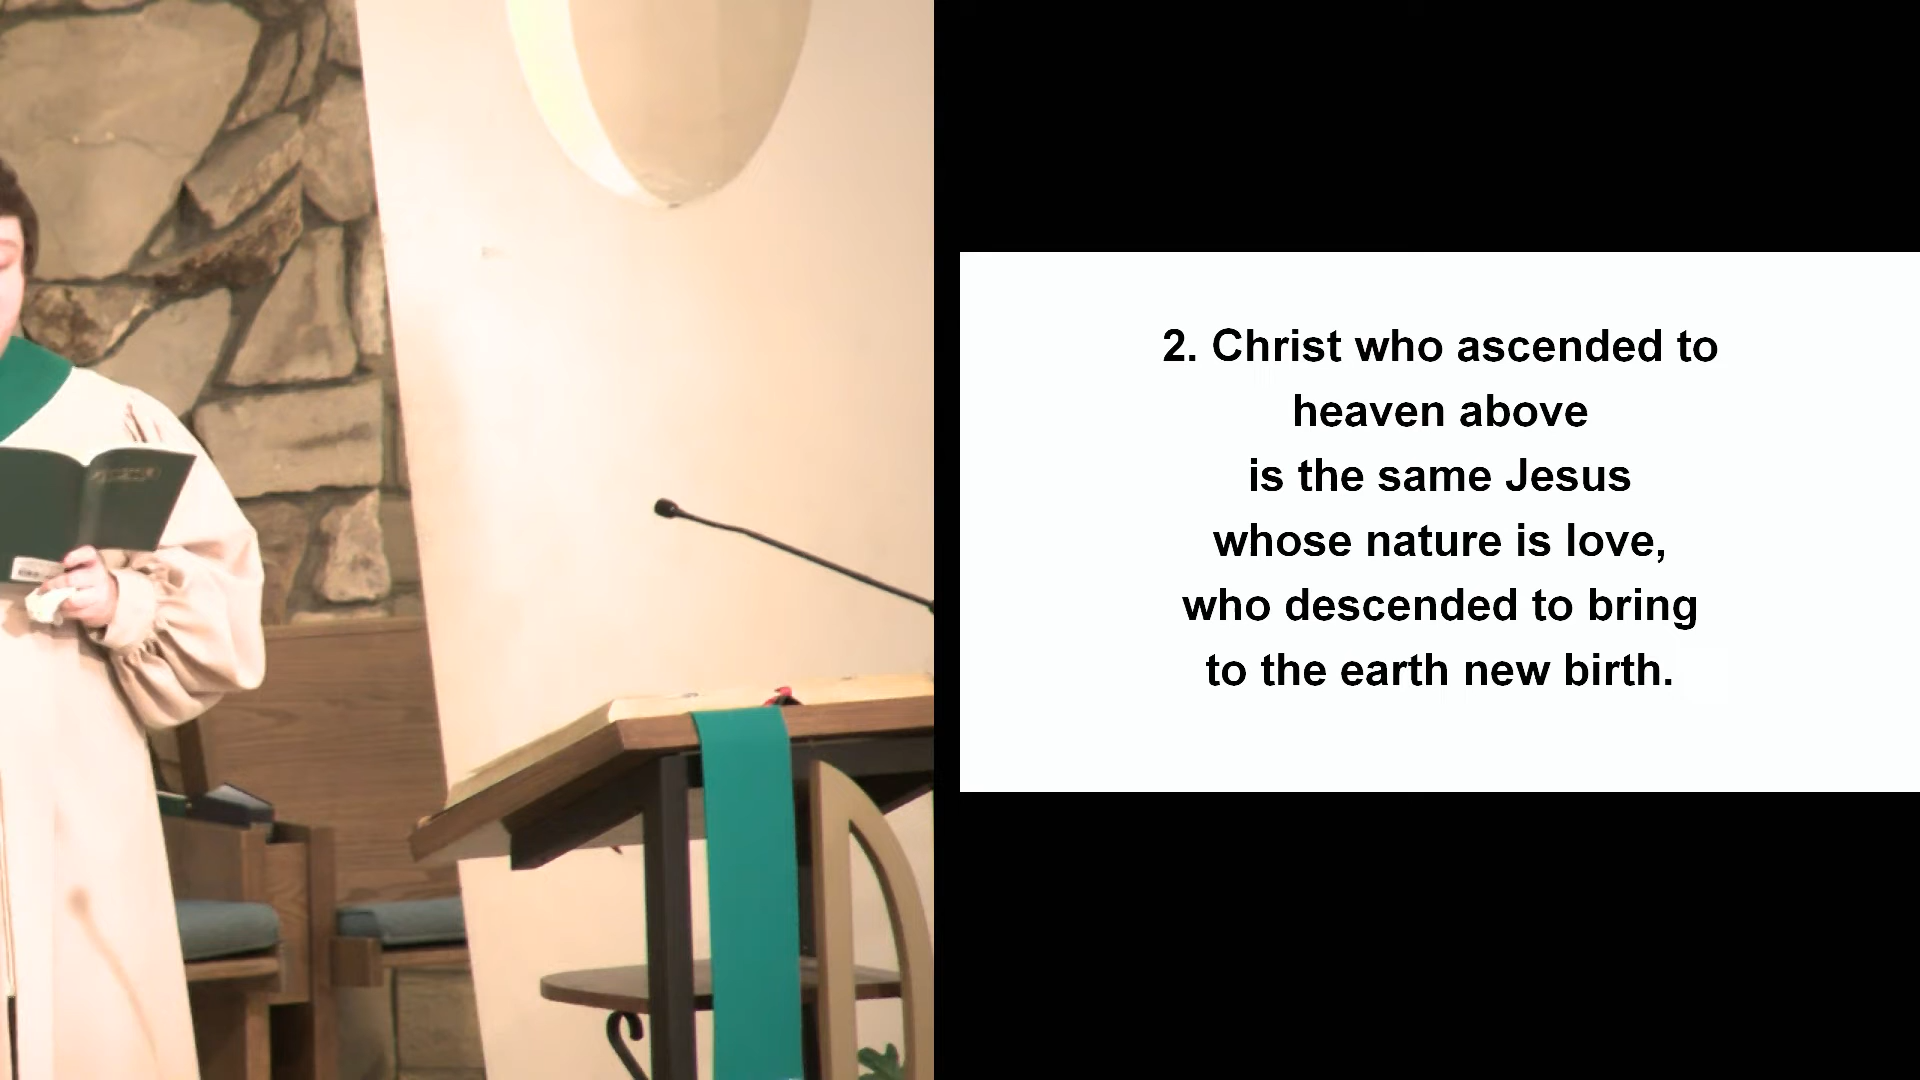 2. Christ who ascended to
heaven above
is the same Jesus
whose nature is love,
who descended to bring
to the earth new birth.